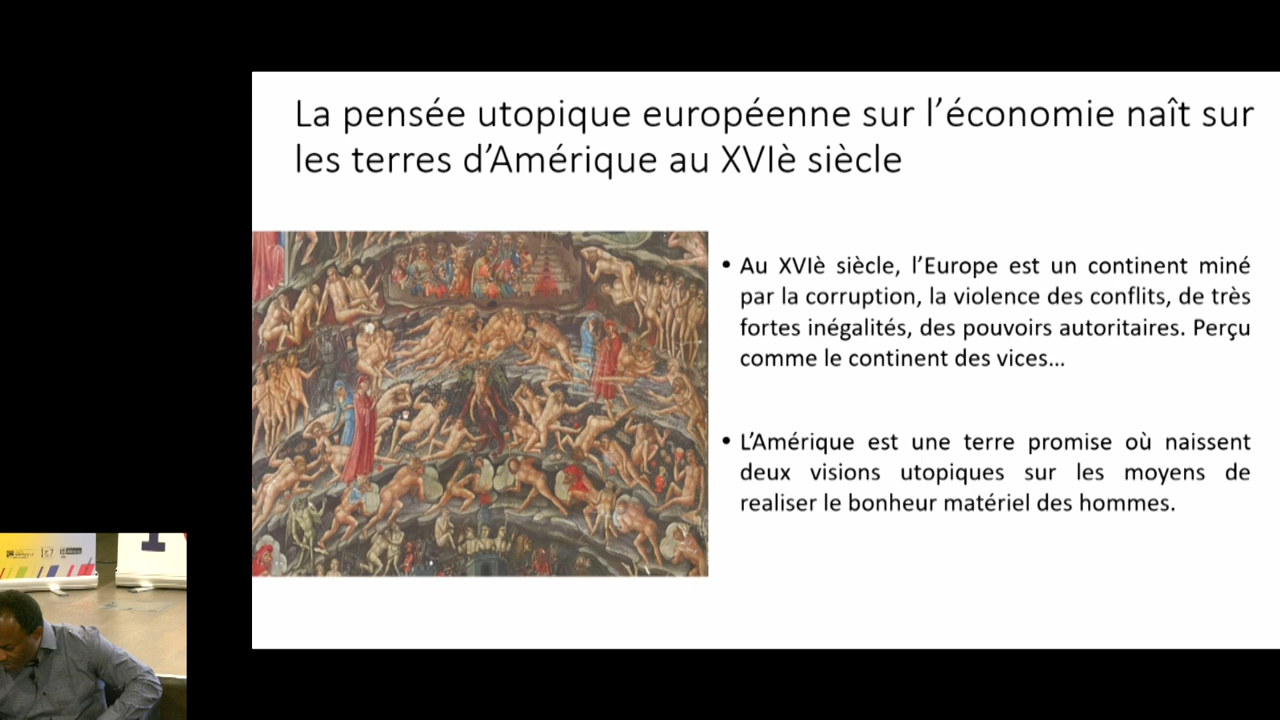 La pensée utopique européenne sur l’économie naît sur
les terres d’Amérique au XVIè siècle
• Au XVIè siècle, l’Europe est un continent miné
par la corruption, la violence des conflits, de très
fortes inégalités, des pouvoirs autoritaires. Perçu
comme le continent des vices…
• L’Amérique est une terre promise où naissent
deux visions utopiques sur les moyens de
realiser le bonheur matériel des hommes.